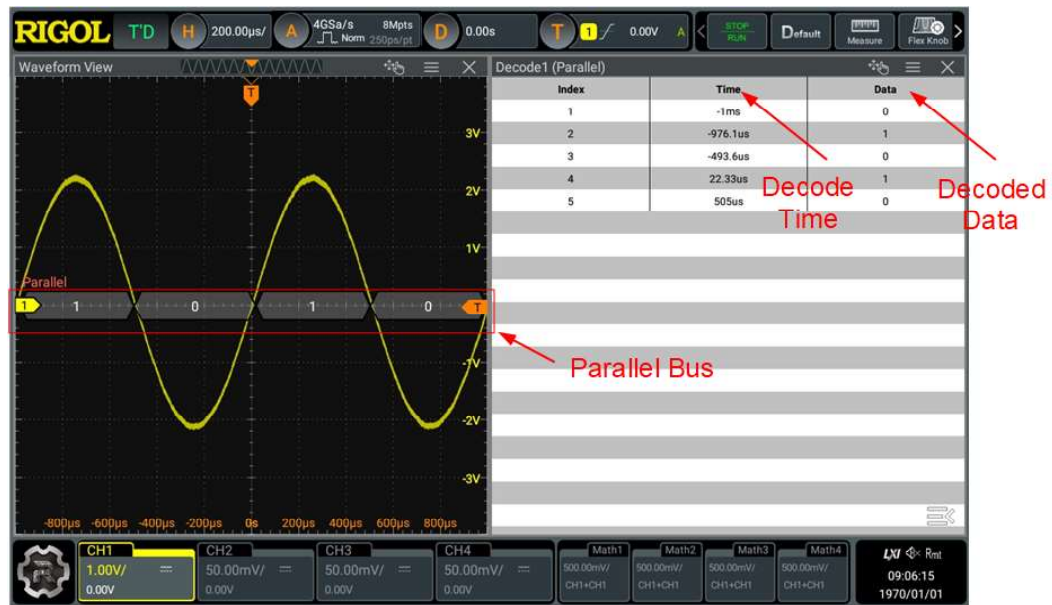 RIGOL T'D H 200.00μs/ A 4GSa/s 8Mpts Norm 250ps/pt D 0.00s T 1 0.00V A < STOP RUN Default Measure Flex Knob >
Waveform View
T
3V
2V
1V
Parallel
1 1 0 1 0 T
-1V
-2V
-3V
-800μs -600μs -400μs -200μs 0s 200μs 400μs 600μs 800μs
Decode1 (Parallel)
Index Time Data
1 -1ms 0
2 -976.1us 1
3 -493.6us 0
4 22.33us 1
5 505us 0
Decode
Time
Decoded
Data
Parallel Bus
CH1 CH2 CH3 CH4 Math1 Math2 Math3 Math4
1.00V/ 50.00mV/ 50.00mV/ 50.00mV/ 500.00mV/ 500.00mV/ 500.00mV/ 500.00mV/
0.00V 0.00V 0.00V 0.00V CH1+CH1 CH1+CH1 CH1+CH1 CH1+CH1
LXI Rmt
09:06:15
1970/01/01